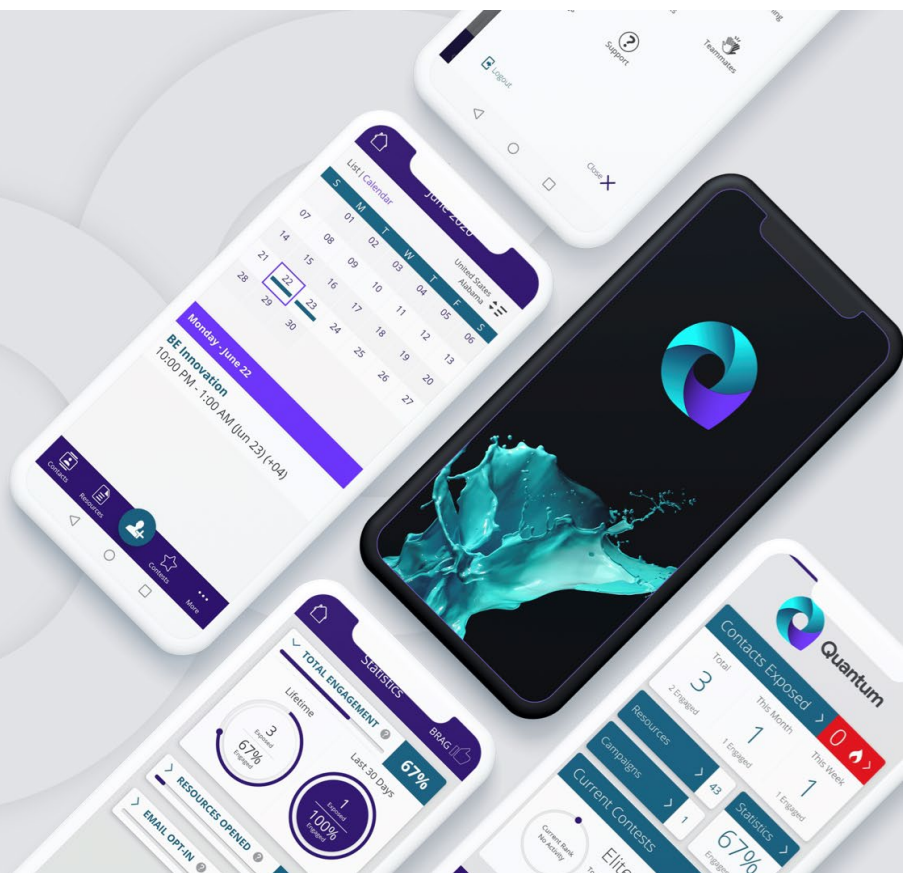 Support
Teammates
Logout
Close
June 2020
List | Calendar
United States
Alabama
S M T W T F S
01 02 03 04 05 06
07 08 09 10 11 12 13
14 15 16 17 18 19 20
21 22 23 24 25 26 27
28 29 30
Monday - June 22
BE Innovation
10:00 PM - 1:00 AM (Jun 23) (+04)
Contacts
Resources
Contests
More
Statistics
BRAG
TOTAL ENGAGEMENT
67%
Lifetime
Last 30 Days
3
Exposed
67%
Engaged
1
Exposed
100%
Engaged
RESOURCES OPENED
EMAIL OPT-IN
Quantum
Contacts Exposed
0
Total
This Month
This Week
3
1
1
2 Engaged
1 Engaged
1 Engaged
Resources
43
Campaigns
1
Statistics
67%
Current Contests
Current Rank
No Activity
Elite